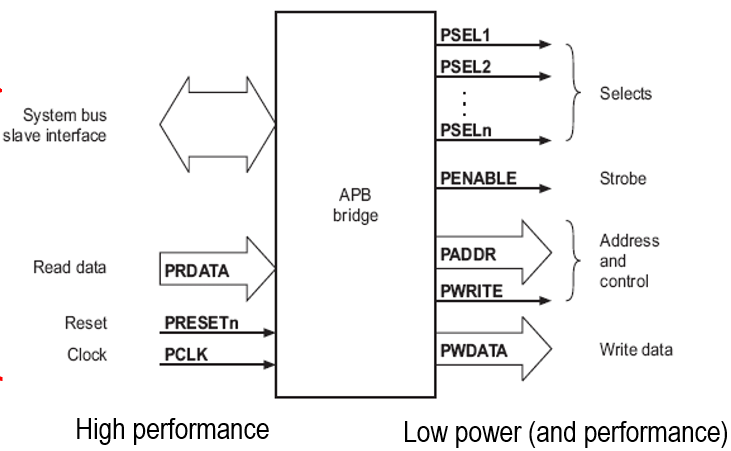 PSEL1
PSEL2
PSELn
Selects
System bus
slave interface
APB
bridge
PENABLE
Strobe
Read data
PRDATA
PADDR
PWRITE
Address
and
control
Reset
PRESETn
Clock
PCLK
PWDATA
Write data
High performance
Low power (and performance)